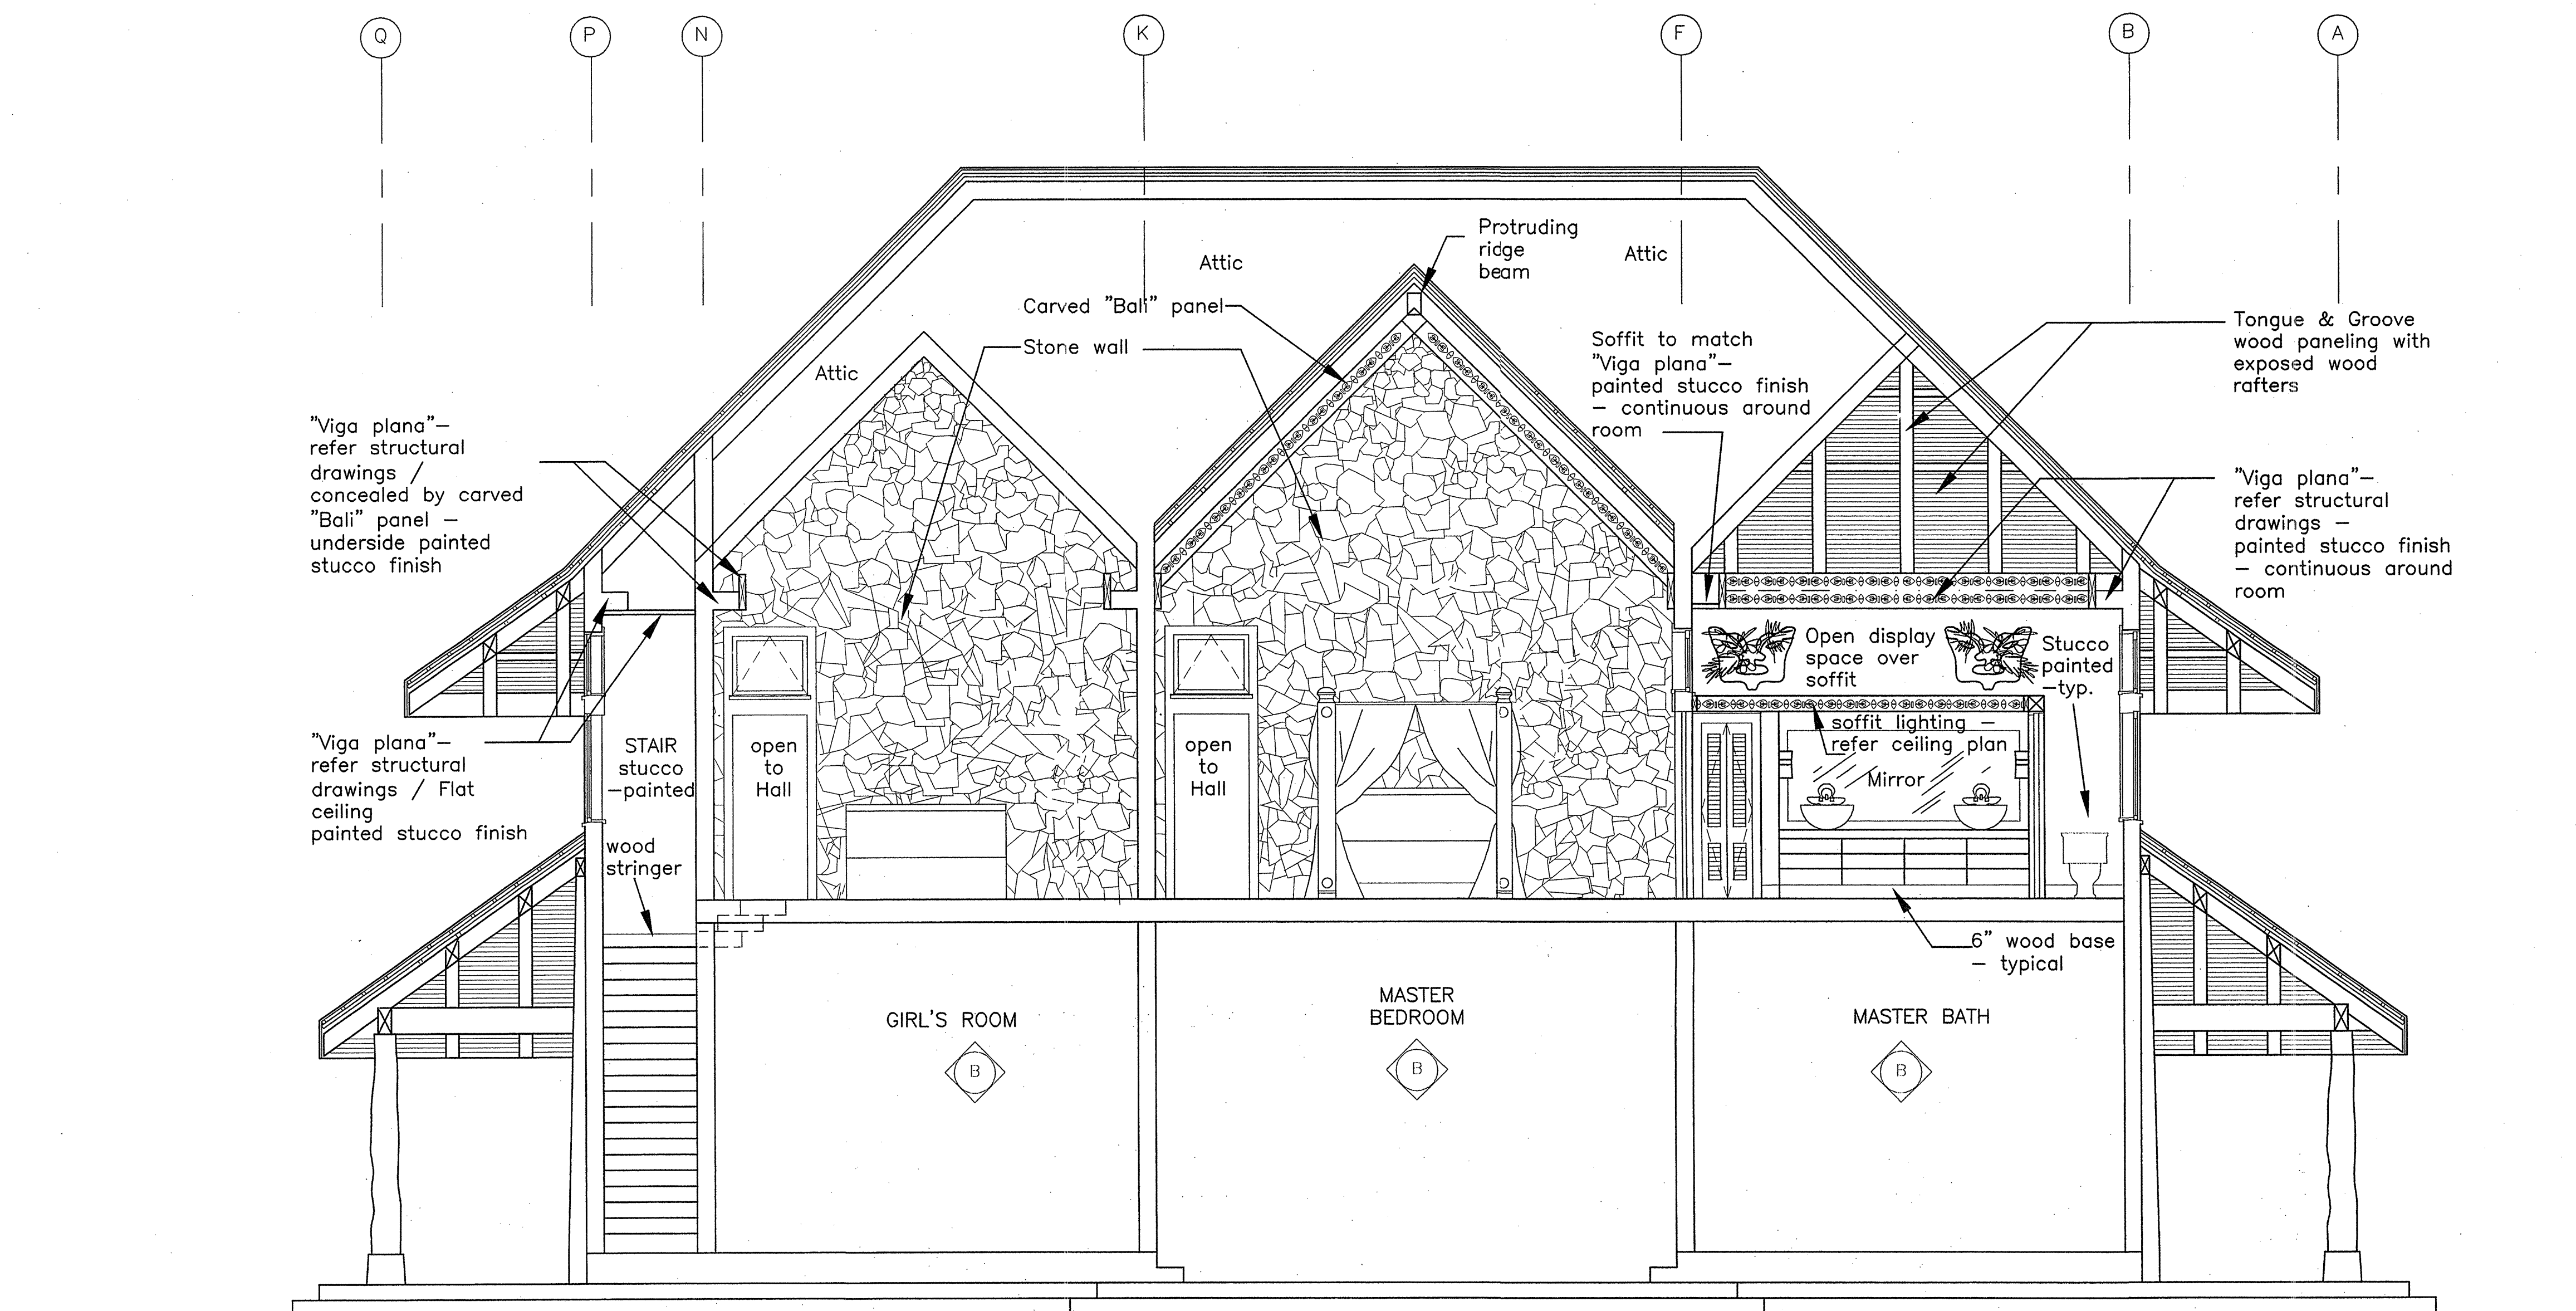 Q
P
N
K
F
B
A
Protruding
ridge
beam
Attic
Attic
Carved "Bali" panel—
Stone wall
Attic
Soffit to match
"Viga plana"—
painted stucco finish
— continuous around
room
Tongue & Groove
wood paneling with
exposed wood
rafters
"Viga plana"—
refer structural
drawings /
concealed by carved
"Bali" panel —
underside painted
stucco finish
"Viga plana"—
refer structural
drawings —
painted stucco finish
— continuous around
room
Open display
space over
soffit
Stucco
painted
—typ.
soffit lighting —
refer ceiling plan
Mirror
"Viga plana"—
refer structural
drawings / Flat
ceiling
painted stucco finish
STAIR
stucco
—painted
open
to
Hall
open
to
Hall
wood
stringer
6" wood base
— typical
GIRL'S ROOM
B
MASTER
BEDROOM
B
MASTER BATH
B